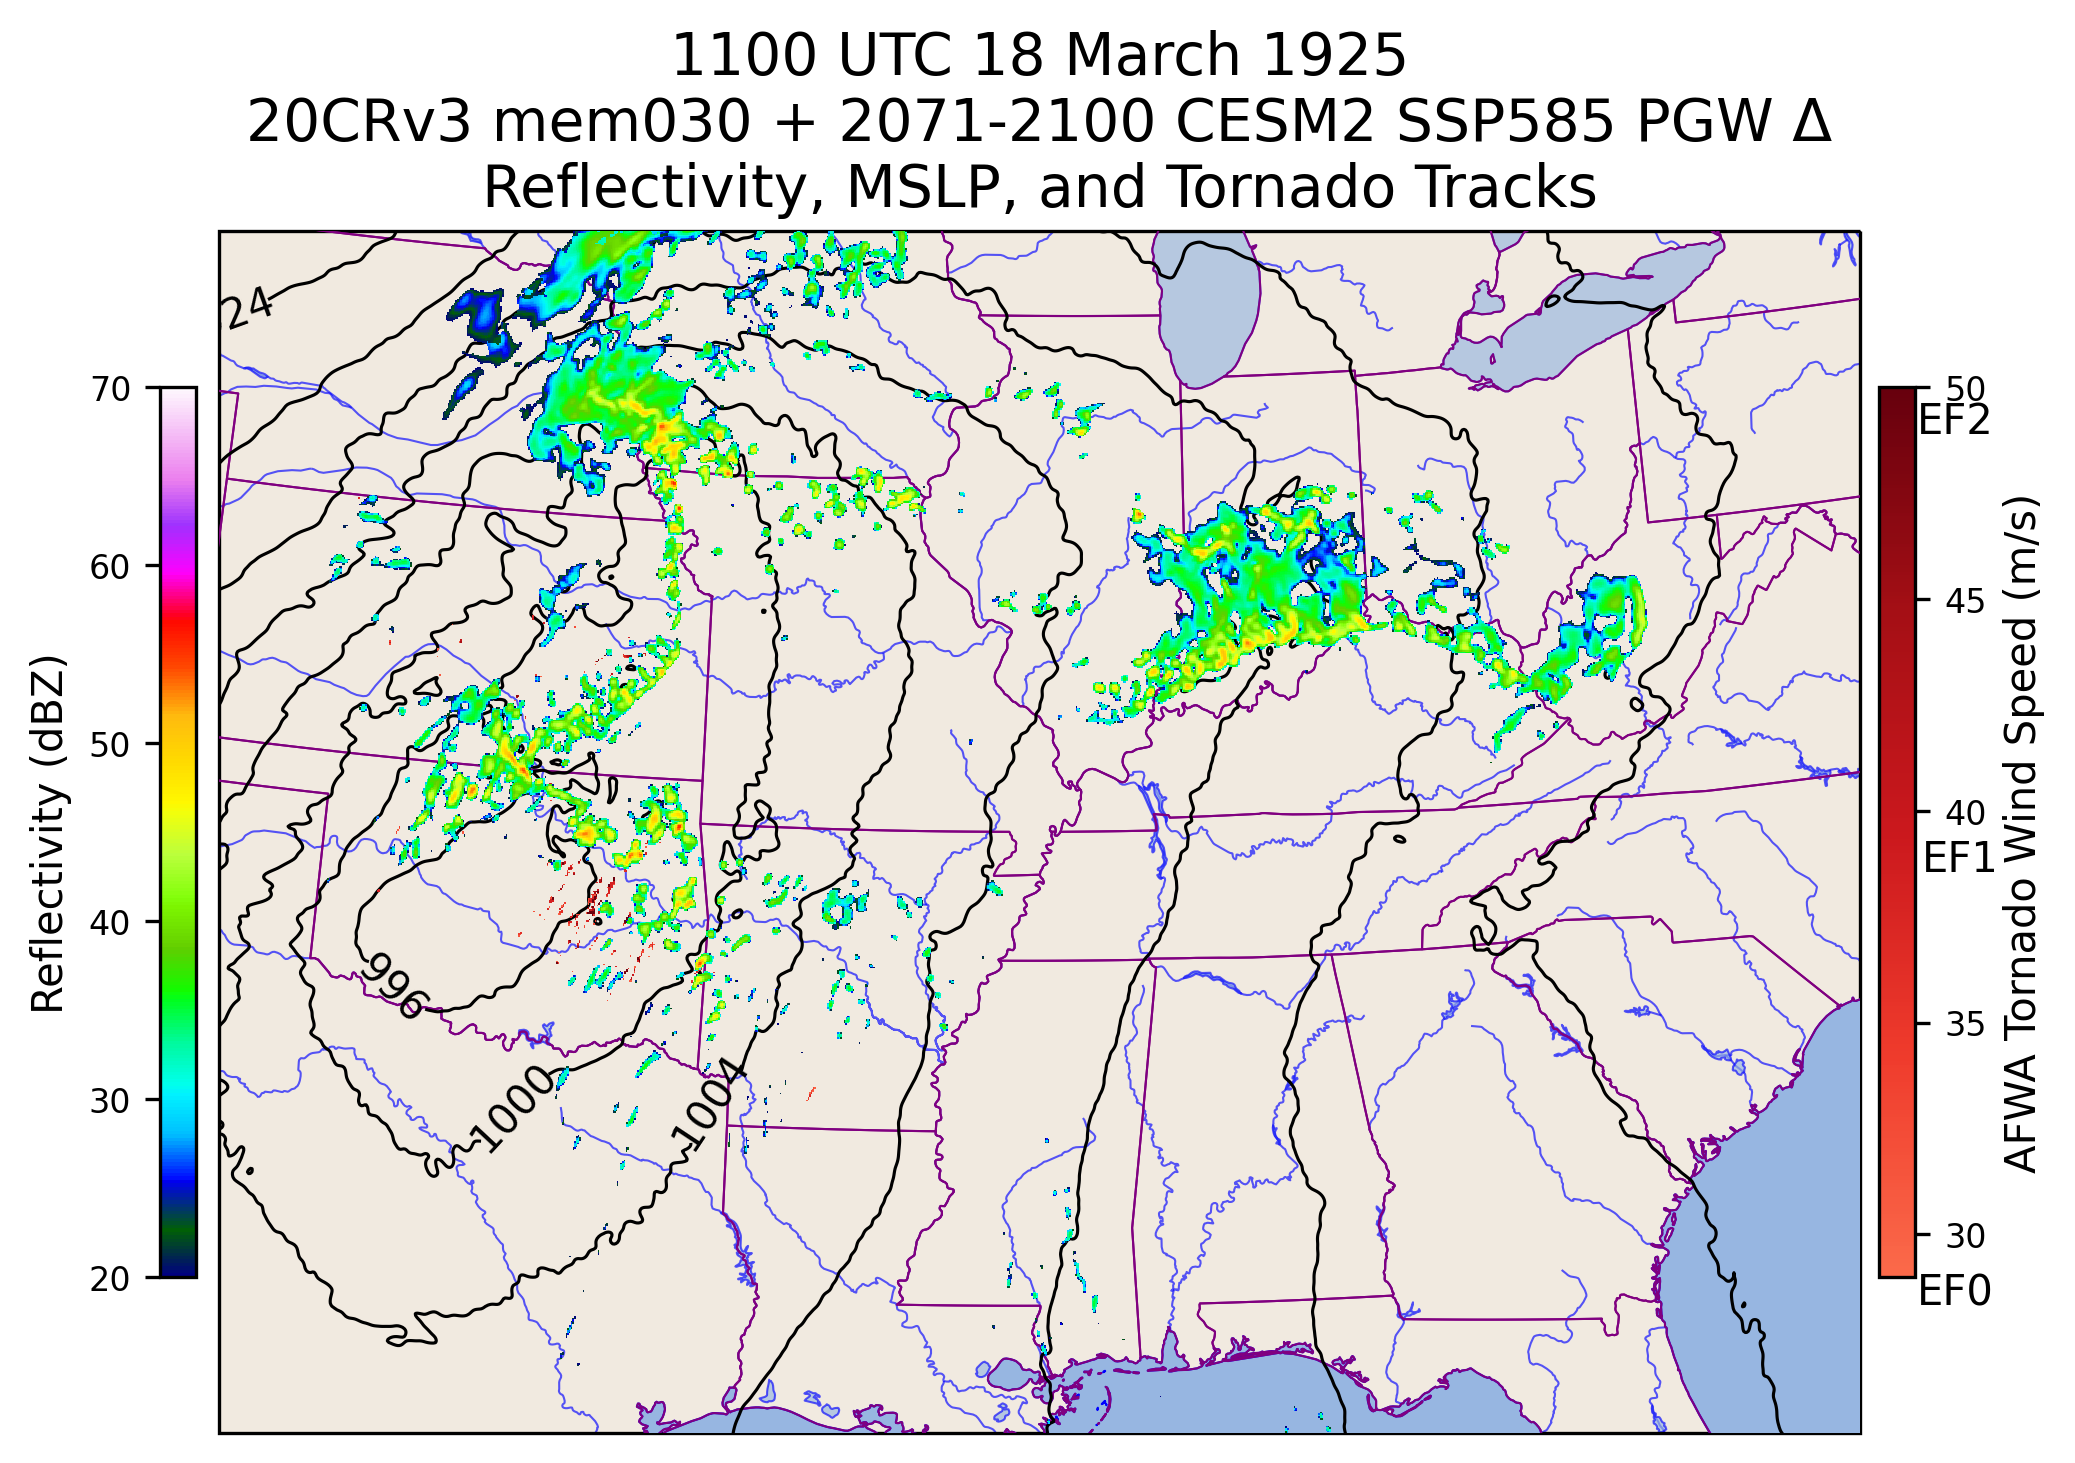 1100 UTC 18 March 1925
20CRv3 mem030 + 2071-2100 CESM2 SSP585 PGW Δ
Reflectivity, MSLP, and Tornado Tracks
24
996
1000
1004
Reflectivity (dBZ)
70
60
50
40
30
20
50
EF2
45
40
EF1
35
30
EF0
AFWA Tornado Wind Speed (m/s)